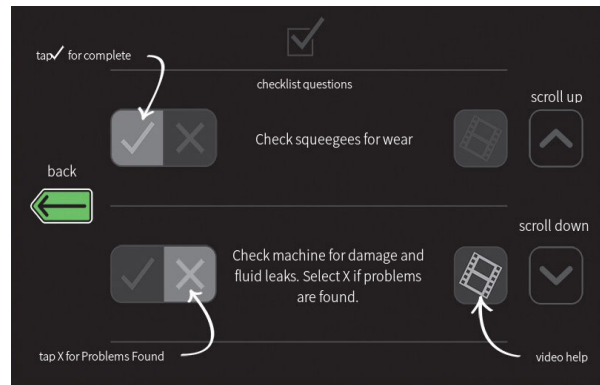 tap✓ for complete
checklist questions
scroll up
Check squeegees for wear
back
scroll down
Check machine for damage and
fluid leaks. Select X if problems
are found.
tap X for Problems Found
video help